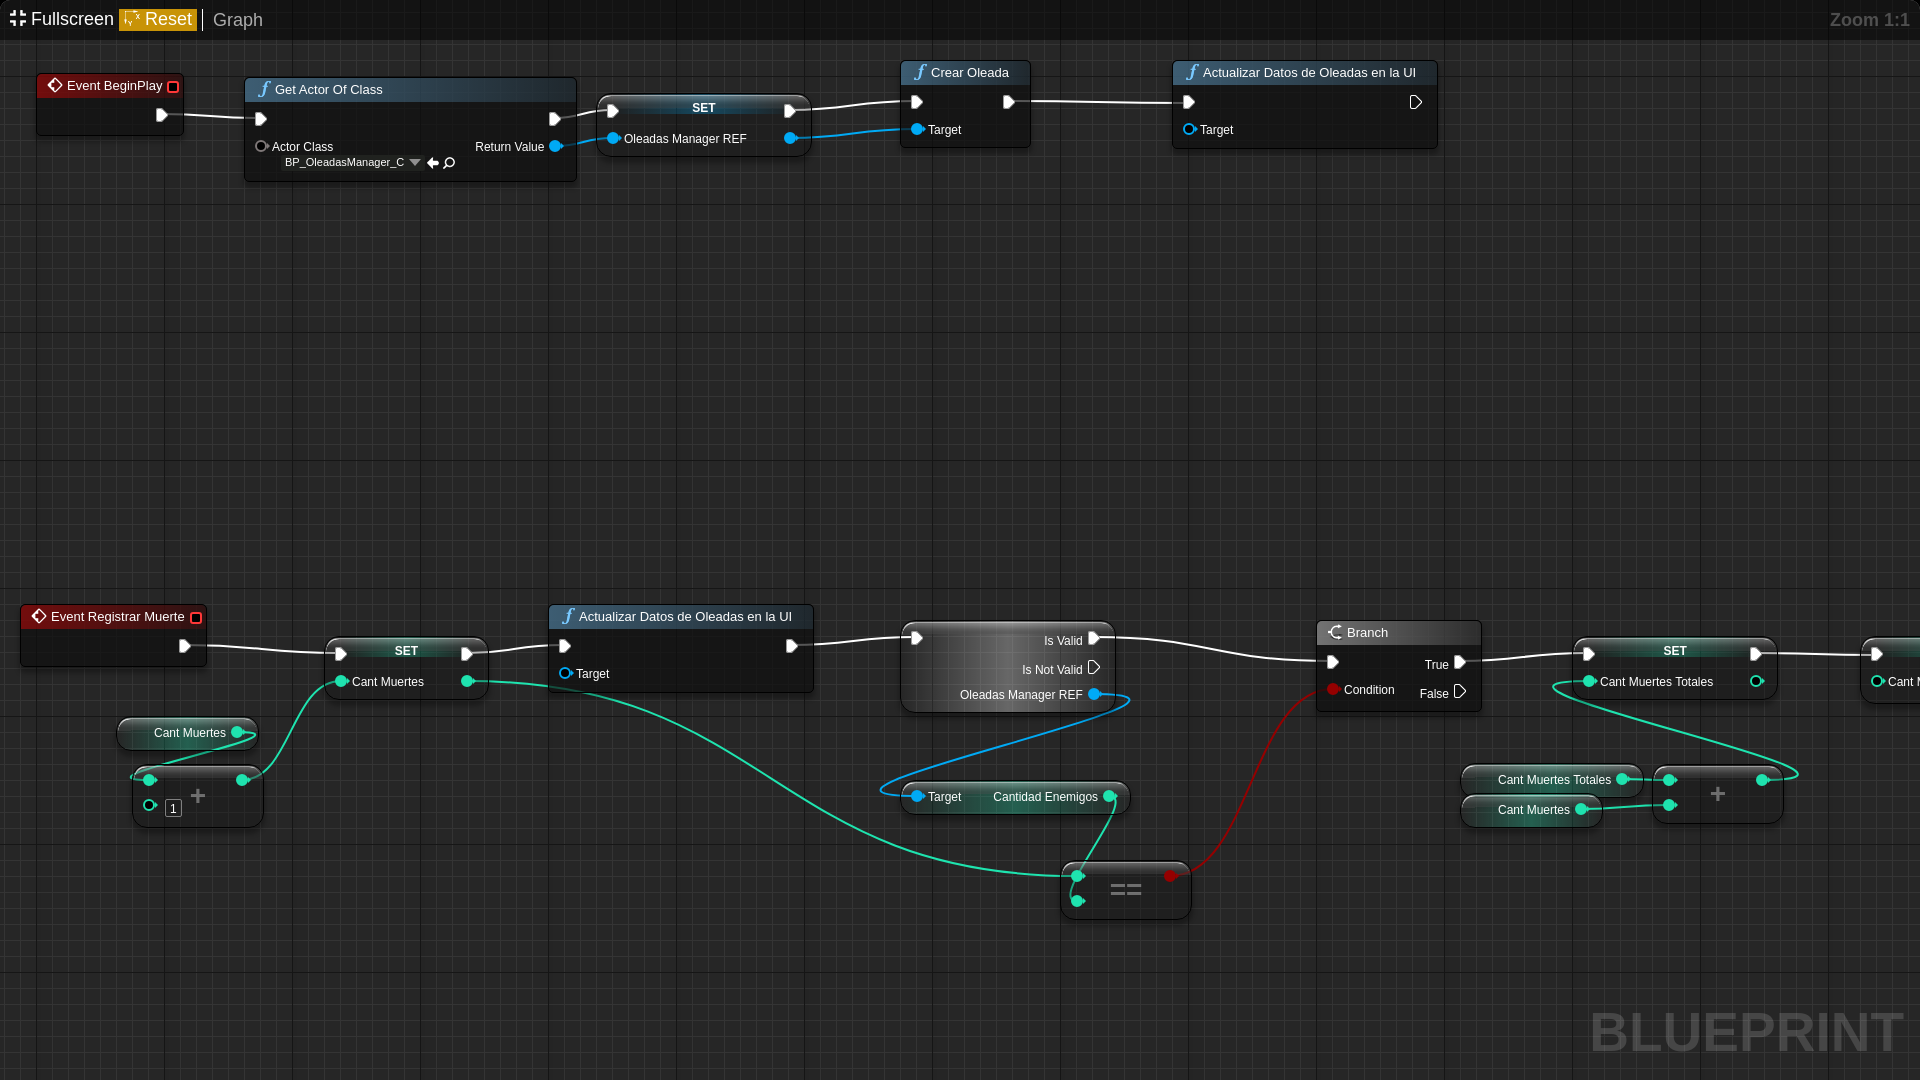 Fullscreen Reset Graph Zoom 1:1
Event BeginPlay
Get Actor Of Class
Actor Class
BP_OleadasManager_C
Return Value
SET
Oleadas Manager REF
Crear Oleada
Target
Actualizar Datos de Oleadas en la UI
Target
Event Registrar Muerte
SET
Cant Muertes
Cant Muertes
+
1
Actualizar Datos de Oleadas en la UI
Target
Is Valid
Is Not Valid
Oleadas Manager REF
Target Cantidad Enemigos
==
Branch
True
Condition
False
SET
Cant Muertes Totales
Cant Muertes Totales
Cant Muertes
+
Cant
BLUEPRINT